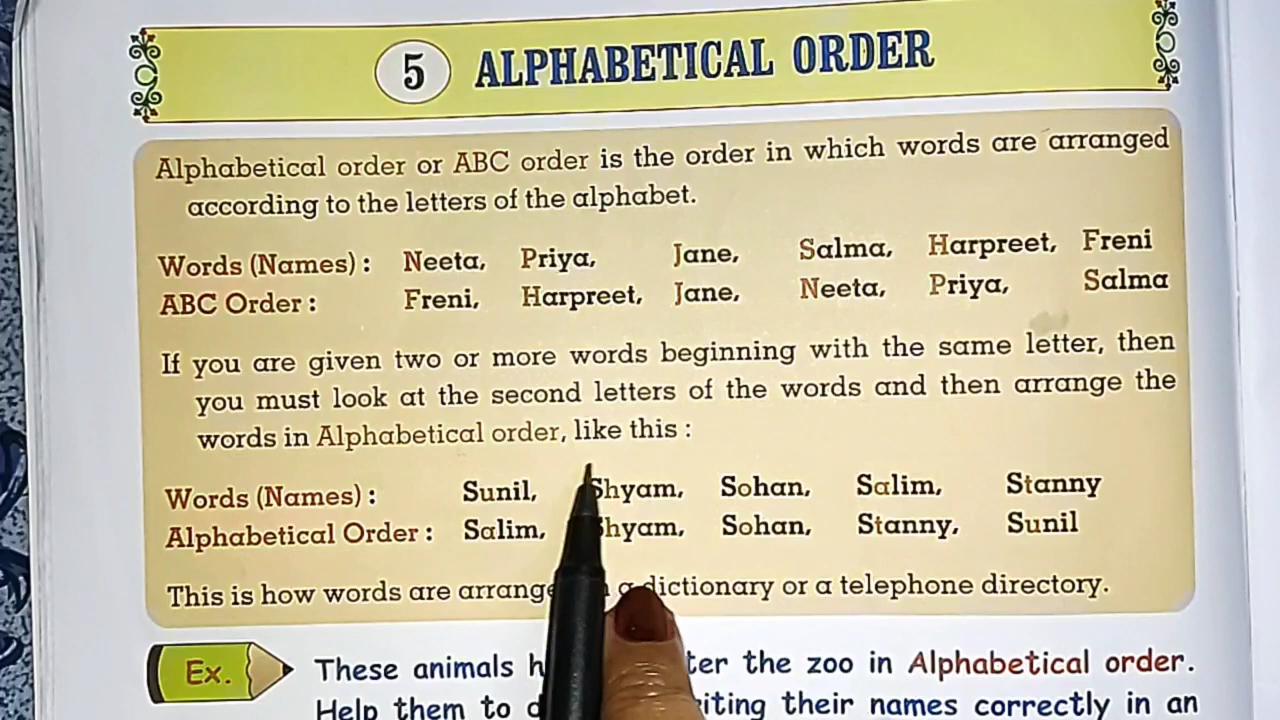 5 ALPHABETICAL ORDER
Alphabetical order or ABC order is the order in which words are arranged
according to the letters of the alphabet.
Words (Names) : Neeta, Priya, Jane, Salma, Harpreet, Freni
ABC Order : Freni, Harpreet, Jane, Neeta, Priya, Salma
If you are given two or more words beginning with the same letter, then
you must look at the second letters of the words and then arrange the
words in Alphabetical order, like this :
Words (Names) : Sunil, Shyam, Sohan, Salim, Stanny
Alphabetical Order : Salim, Shyam, Sohan, Stanny, Sunil
This is how words are a dictionary or a telephone directory.
Ex. These animals the zoo in Alphabetical order.
Help them to their names correctly in an